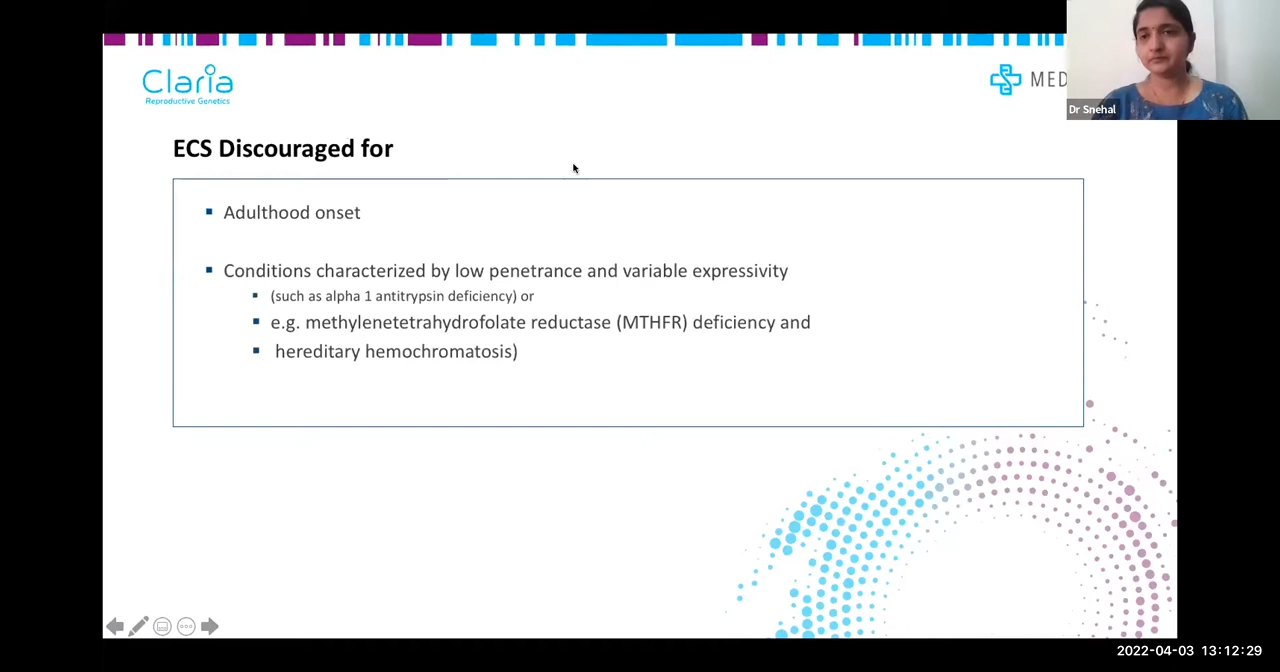 Claria
Reproductive Genetics
MED
Dr Snehal
ECS Discouraged for
Adulthood onset
Conditions characterized by low penetrance and variable expressivity
(such as alpha 1 antitrypsin deficiency) or
e.g. methylenetetrahydrofolate reductase (MTHFR) deficiency and
hereditary hemochromatosis)
2022-04-03 13:12:29